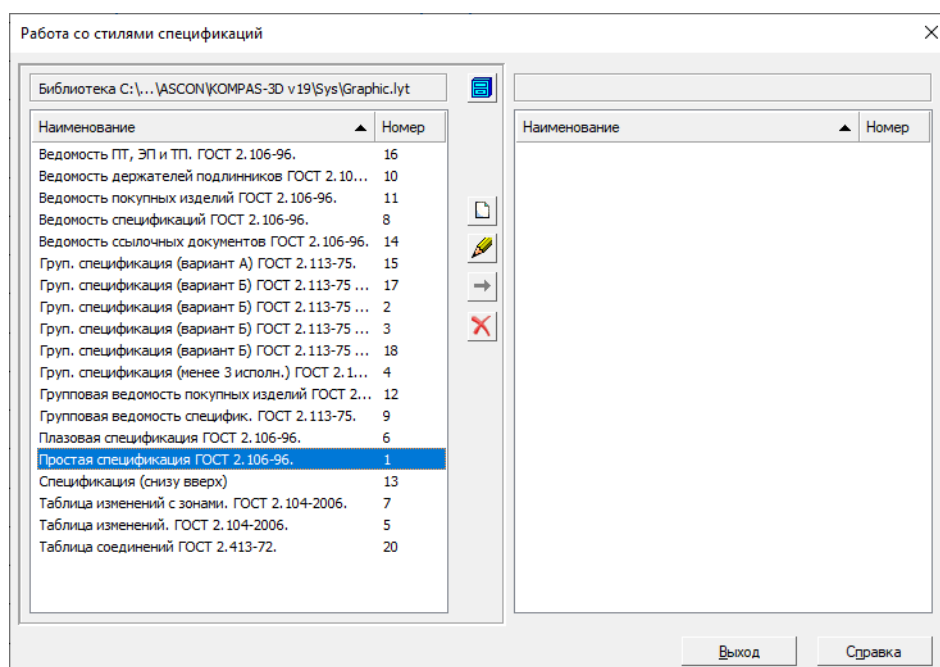 Работа со стилями спецификаций
Библиотека C:\...\ASCON\KOMPAS-3D v19\Sys\Graphic.lyt
Наименование Номер
Ведомость ПТ, ЭП и ТП. ГОСТ 2.106-96. 16
Ведомость держателей подлинников ГОСТ 2.10... 10
Ведомость покупных изделий ГОСТ 2.106-96. 11
Ведомость спецификаций ГОСТ 2.106-96. 8
Ведомость ссылочных документов ГОСТ 2.106-96. 14
Груп. спецификация (вариант А) ГОСТ 2.113-75. 15
Груп. спецификация (вариант Б) ГОСТ 2.113-75 ... 17
Груп. спецификация (вариант Б) ГОСТ 2.113-75 ... 2
Груп. спецификация (вариант Б) ГОСТ 2.113-75 ... 3
Груп. спецификация (вариант Б) ГОСТ 2.113-75 ... 18
Груп. спецификация (менее 3 исполн.) ГОСТ 2.1... 4
Групповая ведомость покупных изделий ГОСТ 2... 12
Групповая ведомость специфик. ГОСТ 2.113-75. 9
Плазовая спецификация ГОСТ 2.106-96. 6
Простая спецификация ГОСТ 2.106-96. 1
Спецификация (снизу вверх) 13
Таблица изменений с зонами. ГОСТ 2.104-2006. 7
Таблица изменений. ГОСТ 2.104-2006. 5
Таблица соединений ГОСТ 2.413-72. 20
Наименование Номер
Выход Справка